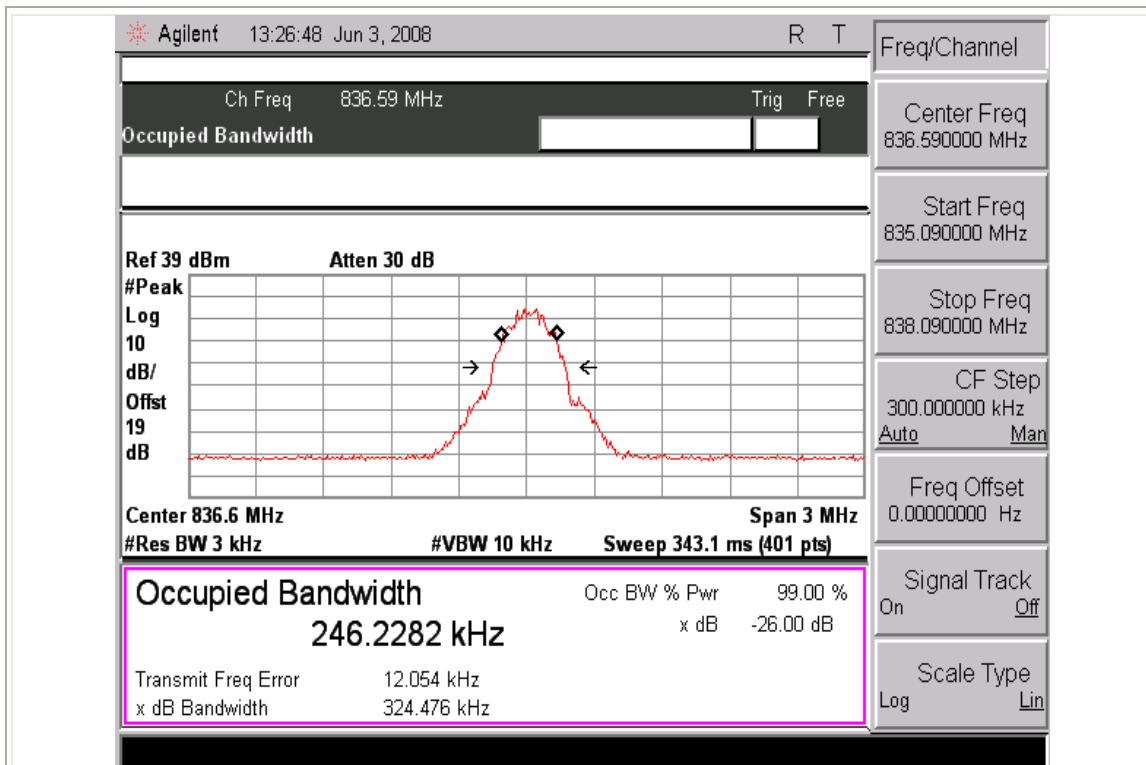 Agilent 13:26:48 Jun 3, 2008 R T
Freq/Channel
Ch Freq 836.59 MHz Trig Free
Occupied Bandwidth
Center Freq
836.590000 MHz
Start Freq
835.090000 MHz
Stop Freq
838.090000 MHz
CF Step
300.000000 kHz
Auto Man
Freq Offset
0.00000000 Hz
Signal Track
On Off
Scale Type
Log Lin
Ref 39 dBm Atten 30 dB
#Peak
Log
10
dB/
Offst
19
dB
Center 836.6 MHz Span 3 MHz
#Res BW 3 kHz #VBW 10 kHz Sweep 343.1 ms (401 pts)
Occupied Bandwidth Occ BW % Pwr 99.00 %
246.2282 kHz x dB -26.00 dB
Transmit Freq Error 12.054 kHz
x dB Bandwidth 324.476 kHz